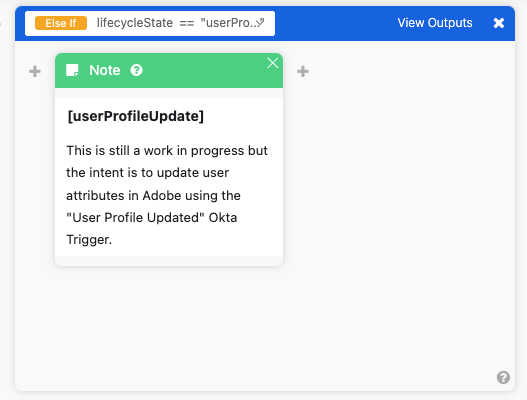 Else If lifecycleState == "userPro... View Outputs
Note
[userProfileUpdate]
This is still a work in progress but
the intent is to update user
attributes in Adobe using the
"User Profile Updated" Okta
Trigger.